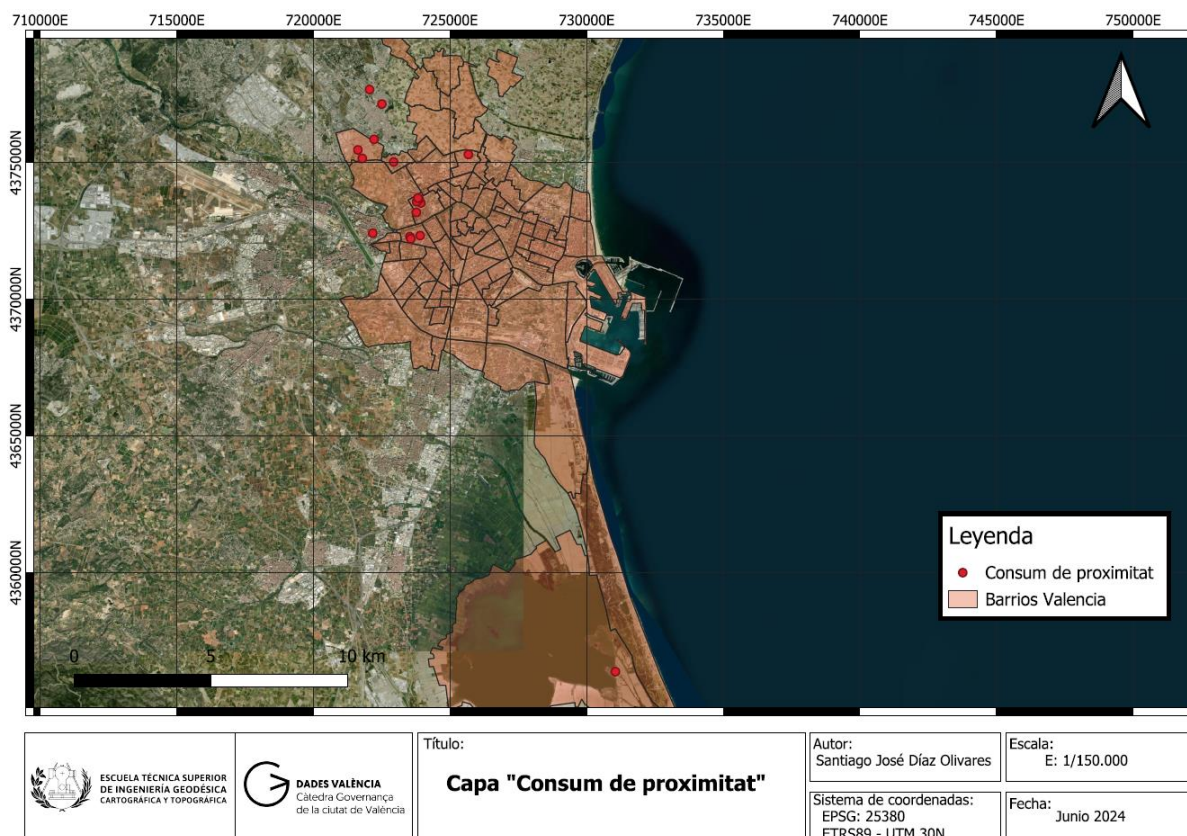 710000E 715000E 720000E 725000E 730000E 735000E 740000E 745000E 750000E
4375000N
4370000N
4365000N
4360000N
Leyenda
Consum de proximitat
Barrios Valencia
0 5 10 km
ESCUELA TÉCNICA SUPERIOR
DE INGENIERÍA GEODÉSICA
CARTOGRÁFICA Y TOPOGRÁFICA
DADES VALÈNCIA
Càtedra Governança
de la ciutat de València
Título:
Capa "Consum de proximitat"
Autor:
Santiago José Díaz Olivares
Escala:
E: 1/150.000
Sistema de coordenadas:
EPSG: 25380
ETRS89 - UTM 30N
Fecha:
Junio 2024